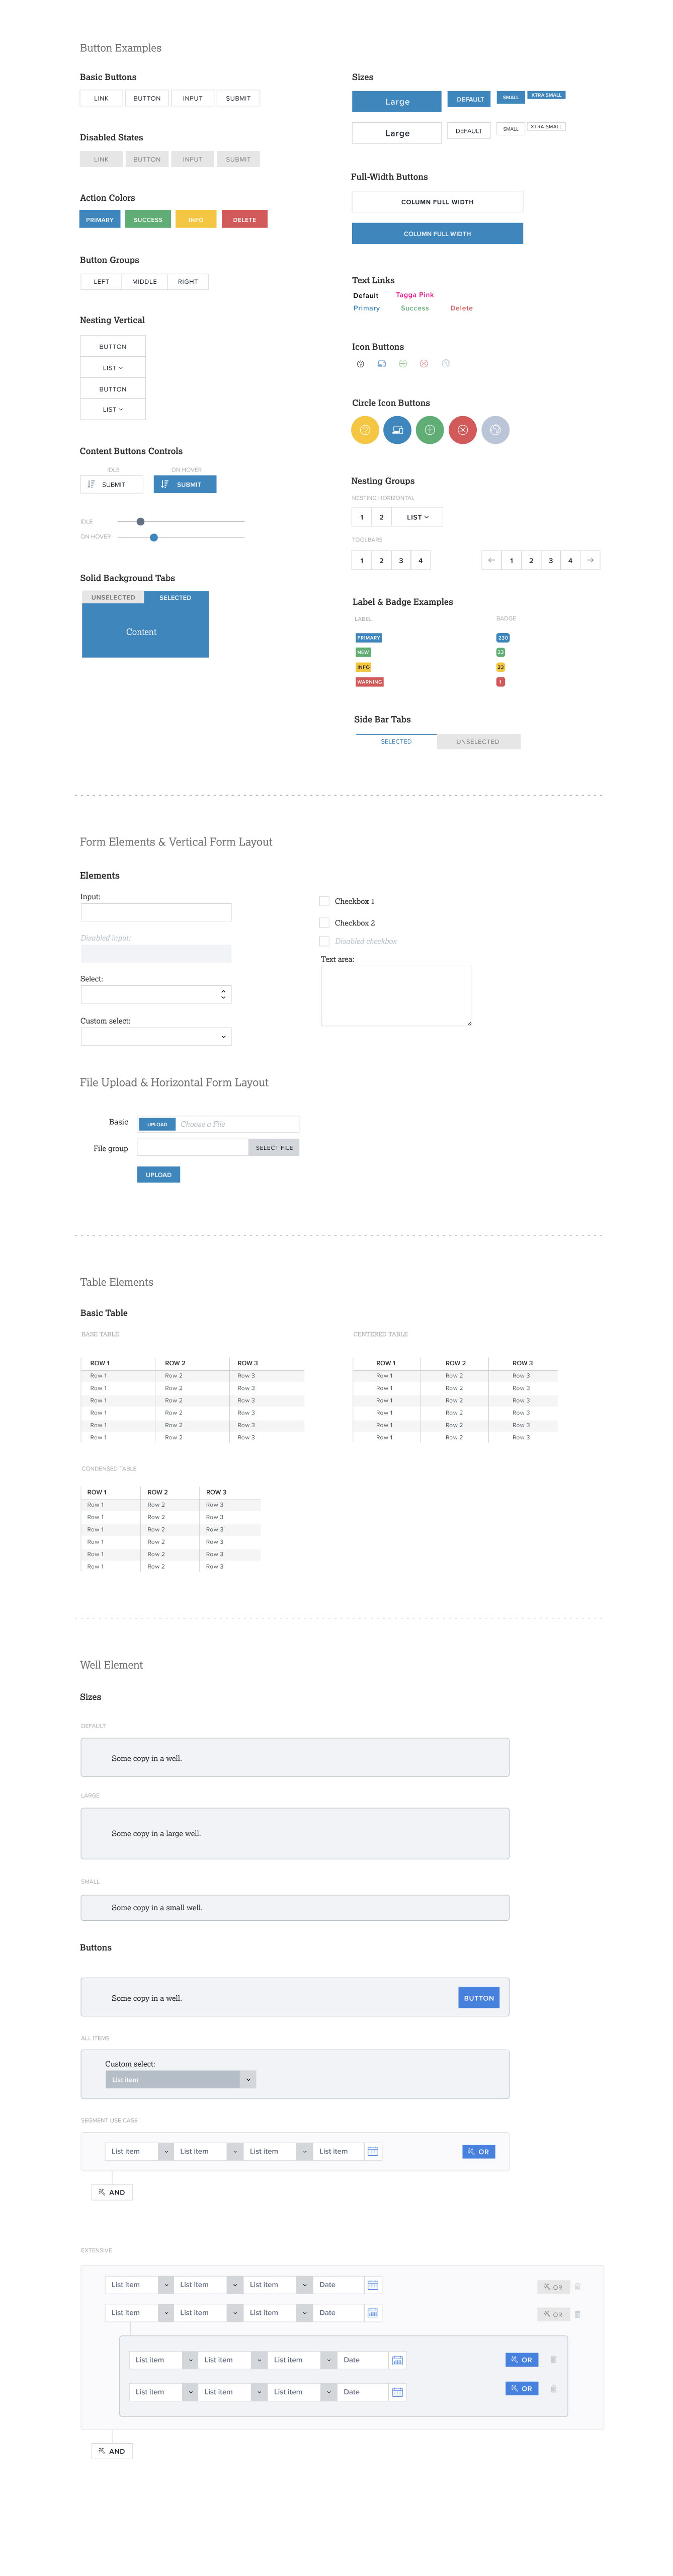 Button Examples
Basic Buttons
LINK BUTTON INPUT SUBMIT
Disabled States
LINK BUTTON INPUT SUBMIT
Action Colors
PRIMARY SUCCESS INFO DELETE
Button Groups
LEFT MIDDLE RIGHT
Nesting Vertical
BUTTON
LIST
BUTTON
LIST
Content Buttons Controls
IDLE ON HOVER
SUBMIT SUBMIT
IDLE
ON HOVER
Solid Background Tabs
UNSELECTED SELECTED
Content
Sizes
Large DEFAULT SMALL XTRA SMALL
Large DEFAULT SMALL XTRA SMALL
Full-Width Buttons
COLUMN FULL WIDTH
COLUMN FULL WIDTH
Text Links
Default Tagga Pink
Primary Success Delete
Icon Buttons
Circle Icon Buttons
Nesting Groups
NESTING HORIZONTAL
1 2 LIST
TOOLBARS
1 2 3 4 ← 1 2 3 4 →
Label & Badge Examples
LABEL BADGE
PRIMARY 230
NEW 23
INFO 23
WARNING 1
Side Bar Tabs
SELECTED UNSELECTED
Form Elements & Vertical Form Layout
Elements
Input:
Disabled input:
Select:
Custom select:
Checkbox 1
Checkbox 2
Disabled checkbox
Text area:
File Upload & Horizontal Form Layout
Basic UPLOAD Choose a File
File group SELECT FILE
UPLOAD
Table Elements
Basic Table
BASE TABLE
ROW 1 ROW 2 ROW 3
Row 1 Row 2 Row 3
Row 1 Row 2 Row 3
Row 1 Row 2 Row 3
Row 1 Row 2 Row 3
Row 1 Row 2 Row 3
Row 1 Row 2 Row 3
CENTERED TABLE
ROW 1 ROW 2 ROW 3
Row 1 Row 2 Row 3
Row 1 Row 2 Row 3
Row 1 Row 2 Row 3
Row 1 Row 2 Row 3
Row 1 Row 2 Row 3
Row 1 Row 2 Row 3
CONDENSED TABLE
ROW 1 ROW 2 ROW 3
Row 1 Row 2 Row 3
Row 1 Row 2 Row 3
Row 1 Row 2 Row 3
Row 1 Row 2 Row 3
Row 1 Row 2 Row 3
Row 1 Row 2 Row 3
Well Element
Sizes
DEFAULT
Some copy in a well.
LARGE
Some copy in a large well.
SMALL
Some copy in a small well.
Buttons
Some copy in a well. BUTTON
ALL ITEMS
Custom select:
List item
SEGMENT USE CASE
List item List item List item List item OR
AND
EXTENSIVE
List item List item List item Date OR
List item List item List item Date OR
List item List item List item Date OR
List item List item List item Date OR
AND